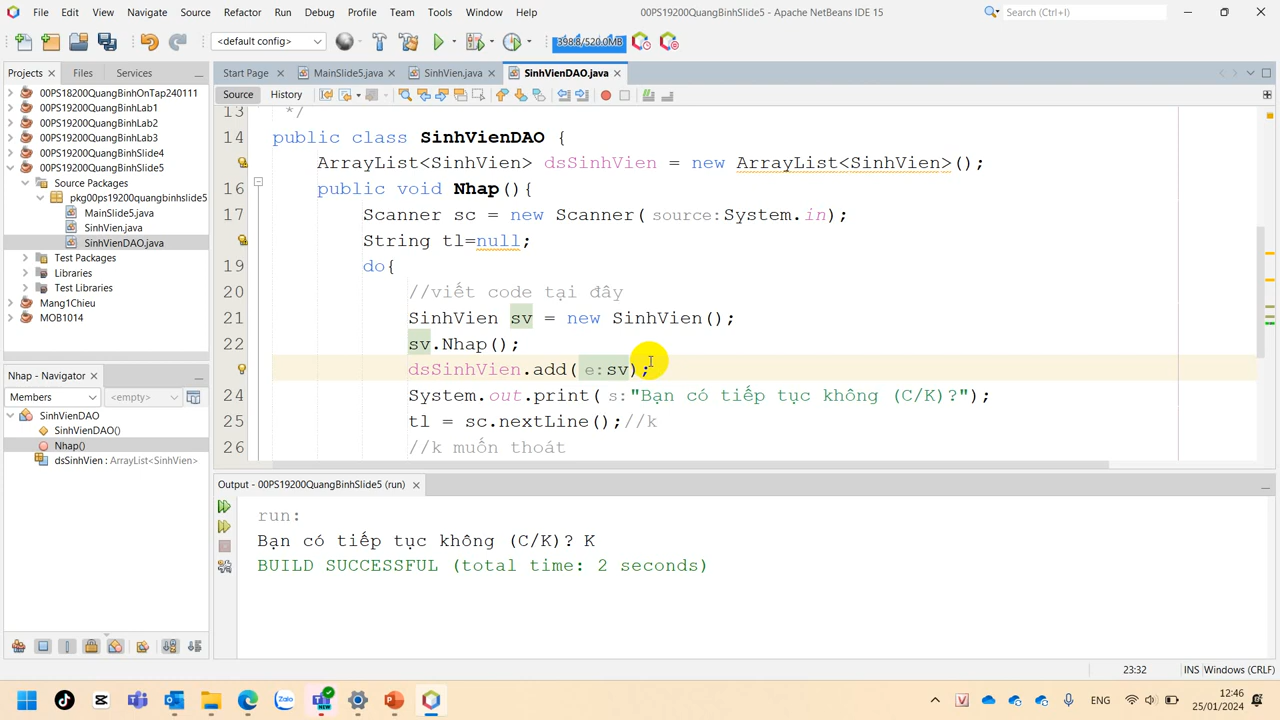 File Edit View Navigate Source Refactor Run Debug Profile Team Tools Window Help 00PS19200QuangBinhSlide5 - Apache NetBeans IDE 15 Search (Ctrl+I)
<default config> 398.8/520.0MB
Projects Files Services Start Page MainSlide5.java SinhVien.java SinhVienDAO.java
Source History
00PS18200QuangBinhOnTap240111
00PS19200QuangBinhLab1
00PS19200QuangBinhLab2
00PS19200QuangBinhLab3
00PS19200QuangBinhSlide4
00PS19200QuangBinhSlide5
Source Packages
pkg00ps19200quangbinhslide5
MainSlide5.java
SinhVien.java
SinhVienDAO.java
Test Packages
Libraries
Test Libraries
Mang1Chieu
MOB1014
13 */
14 public class SinhVienDAO {
ArrayList<SinhVien> dsSinhVien = new ArrayList<SinhVien>();
16 public void Nhap(){
17 Scanner sc = new Scanner( source: System.in);
String tl=null;
19 do{
20 //viết code tại đây
21 SinhVien sv = new SinhVien();
22 sv.Nhap();
dsSinhVien.add( e: sv);
24 System.out.print( s: "Bạn có tiếp tục không (C/K)?");
25 tl = sc.nextLine();//k
26 //k muốn thoát
Nhap - Navigator
Members <empty>
SinhVienDAO
SinhVienDAO()
Nhap()
dsSinhVien : ArrayList<SinhVien>
Output - 00PS19200QuangBinhSlide5 (run)
run:
Bạn có tiếp tục không (C/K)? K
BUILD SUCCESSFUL (total time: 2 seconds)
23:32 INS Windows (CRLF)
Zalo NEW ENG 12:46
25/01/2024